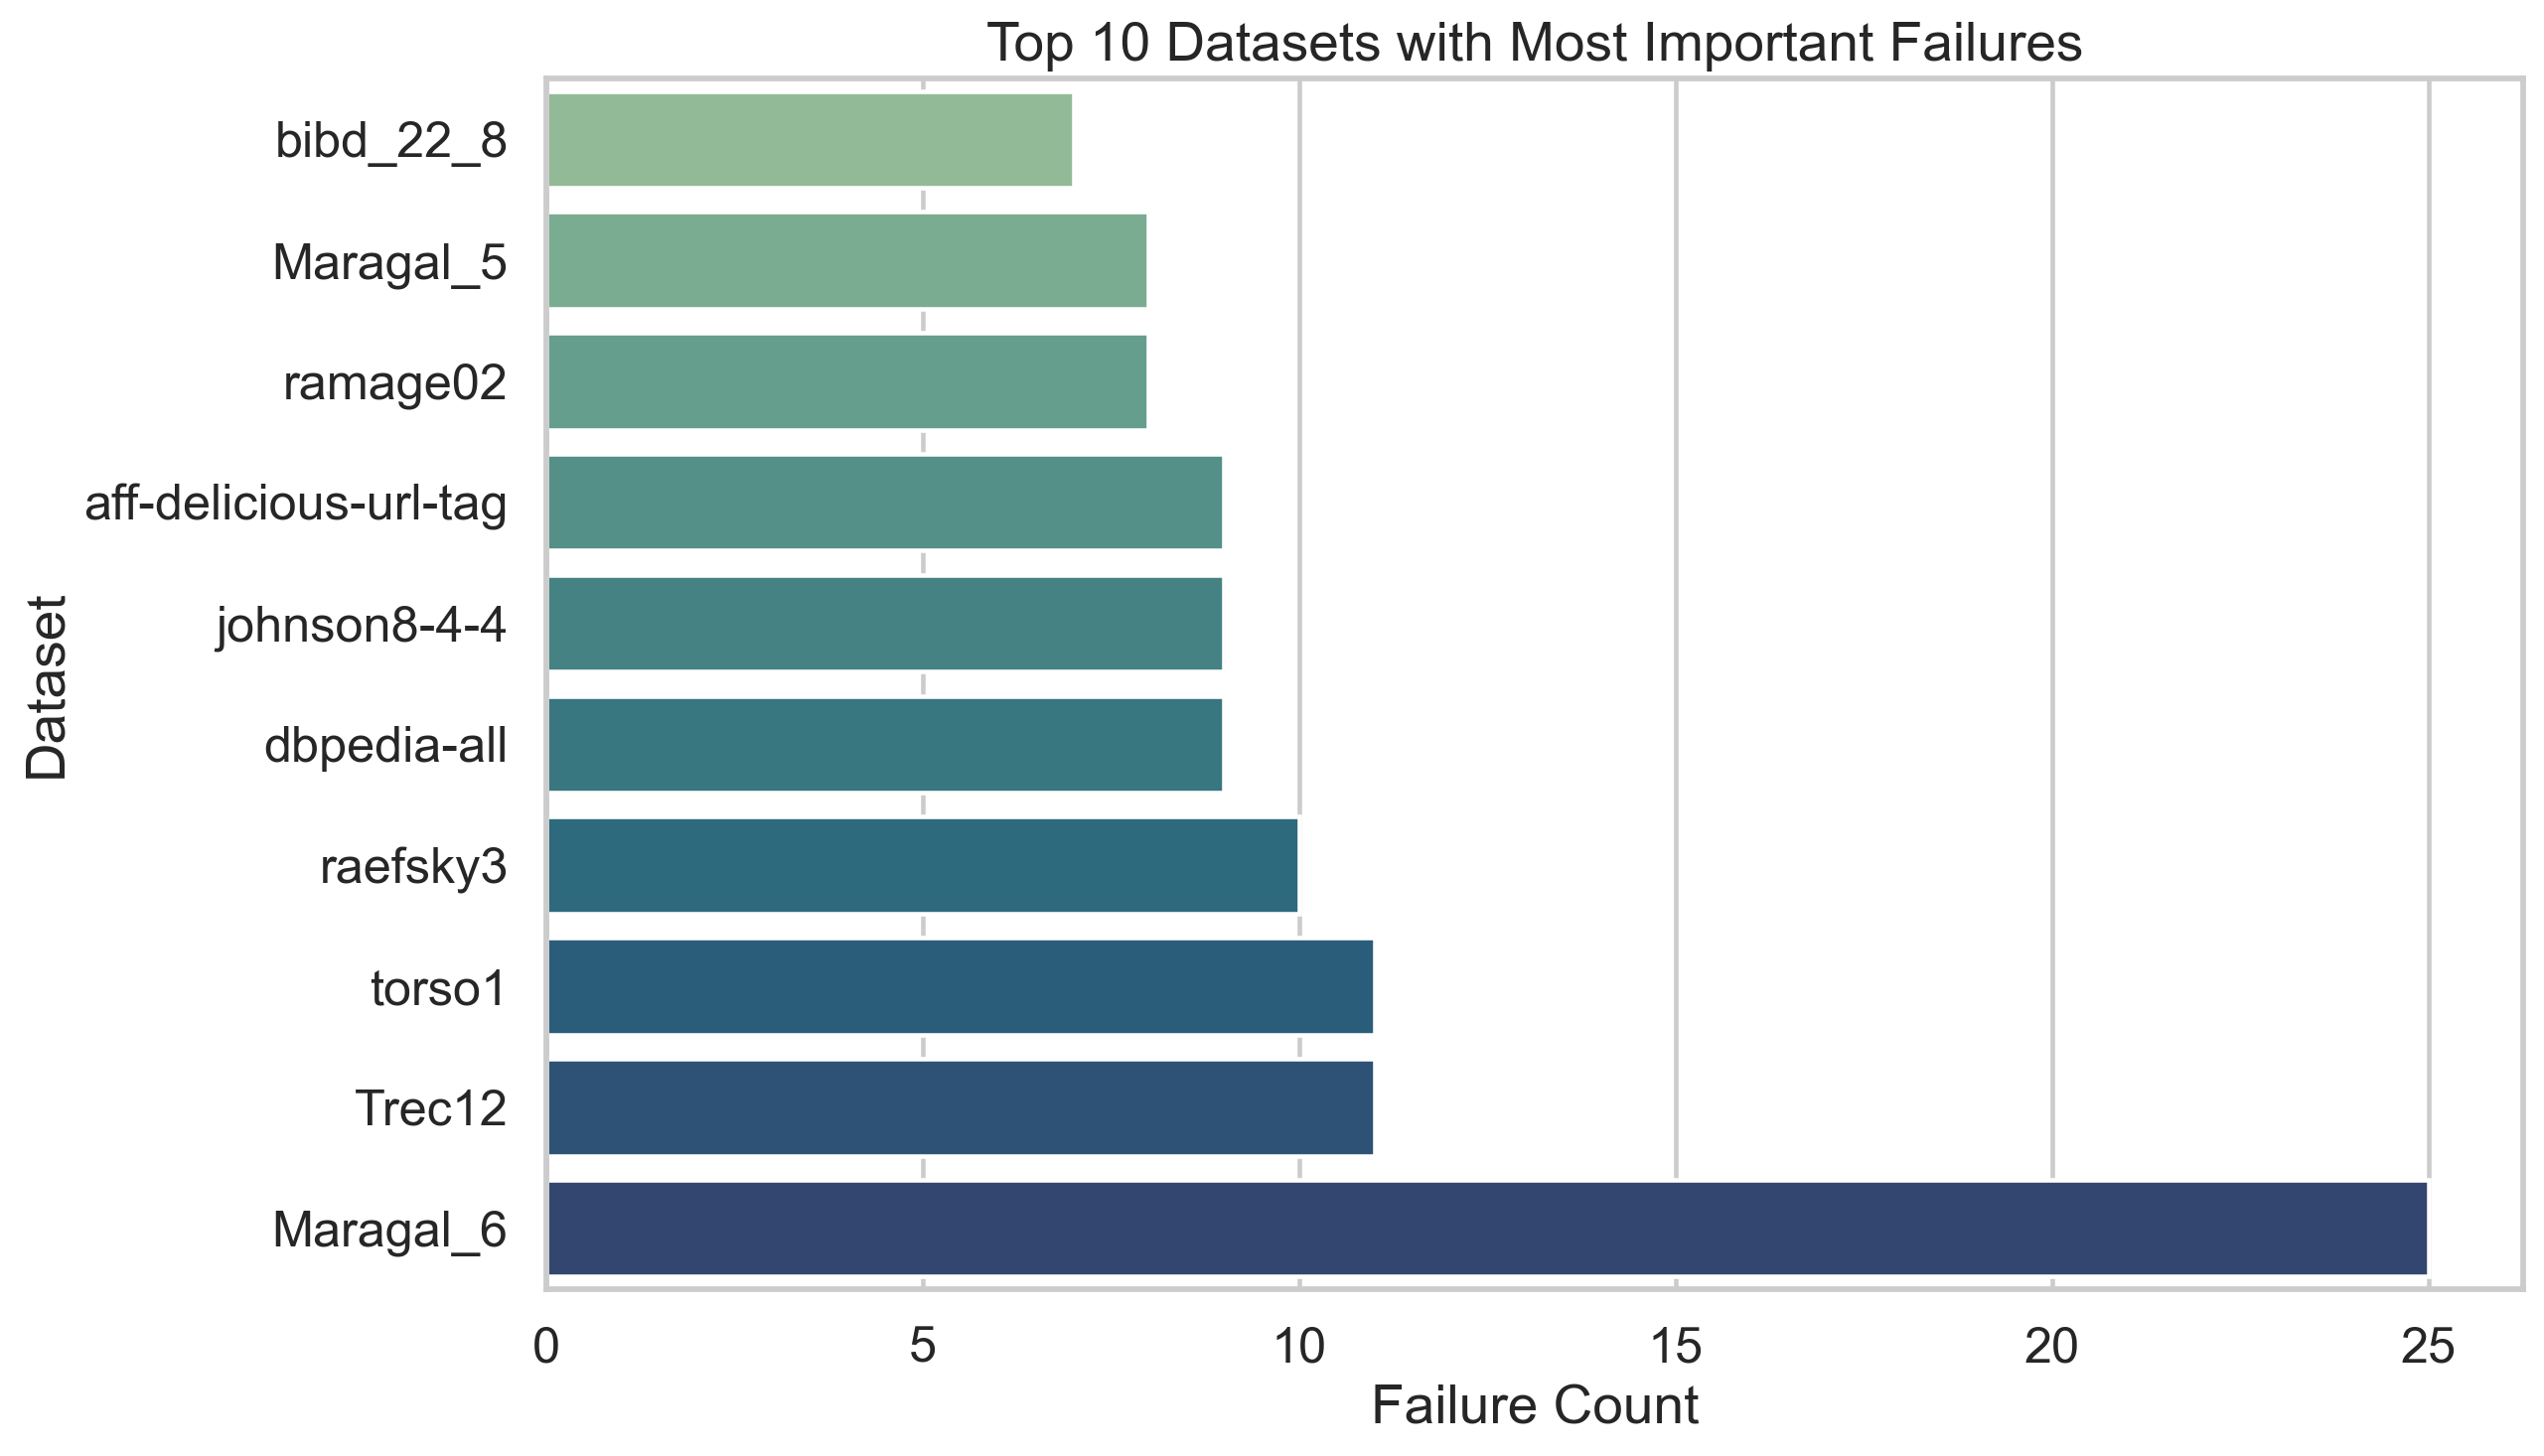 Top 10 Datasets with Most Important Failures
Dataset
bibd_22_8
Maragal_5
ramage02
aff-delicious-url-tag
johnson8-4-4
dbpedia-all
raefsky3
torso1
Trec12
Maragal_6
0 5 10 15 20 25
Failure Count